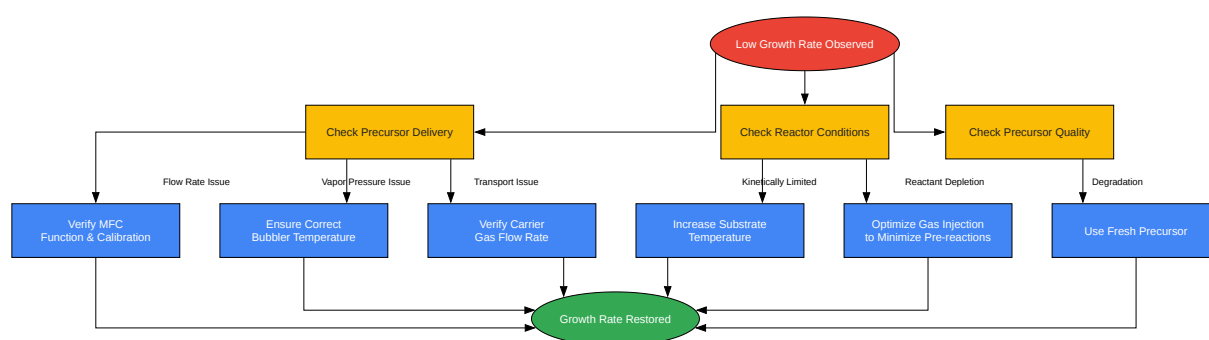 Low Growth Rate Observed
Check Precursor Delivery
Check Reactor Conditions
Check Precursor Quality
Flow Rate Issue
Vapor Pressure Issue
Transport Issue
Kinetically Limited
Reactant Depletion
Degradation
Verify MFC
Function & Calibration
Ensure Correct
Bubbler Temperature
Verify Carrier
Gas Flow Rate
Increase Substrate
Temperature
Optimize Gas Injection
to Minimize Pre-reactions
Use Fresh Precursor
Growth Rate Restored